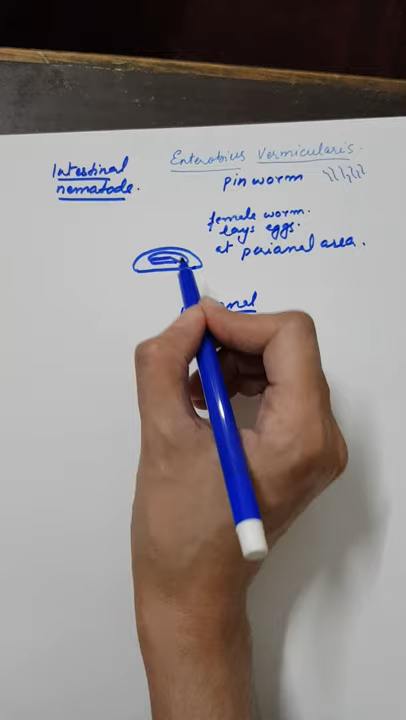 Intestinal
nematode.
Enterobius Vermicularis.
pinworm
female worm.
lays eggs.
at perianal area.